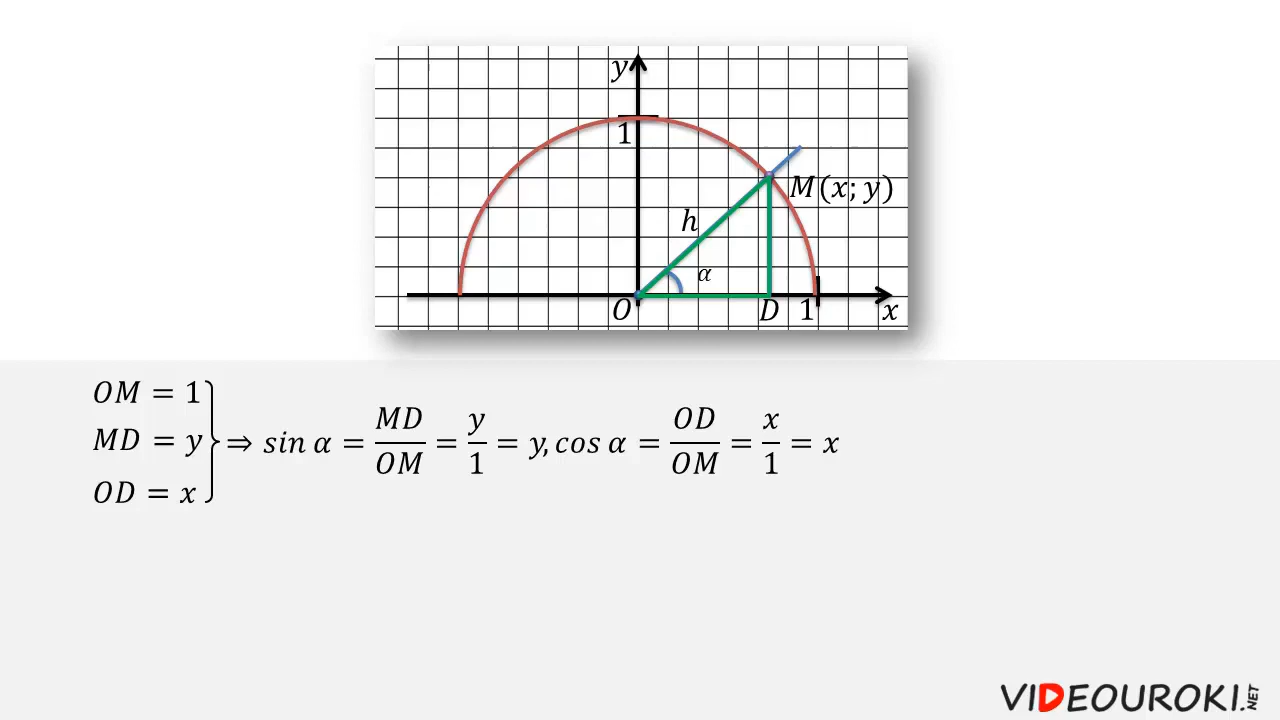 y
1
M(x; y)
h
α
O D 1 x
OM = 1
MD = y
OD = x
⇒ sin α = MD/OM = y/1 = y, cos α = OD/OM = x/1 = x
VIDEOUROKI.NET